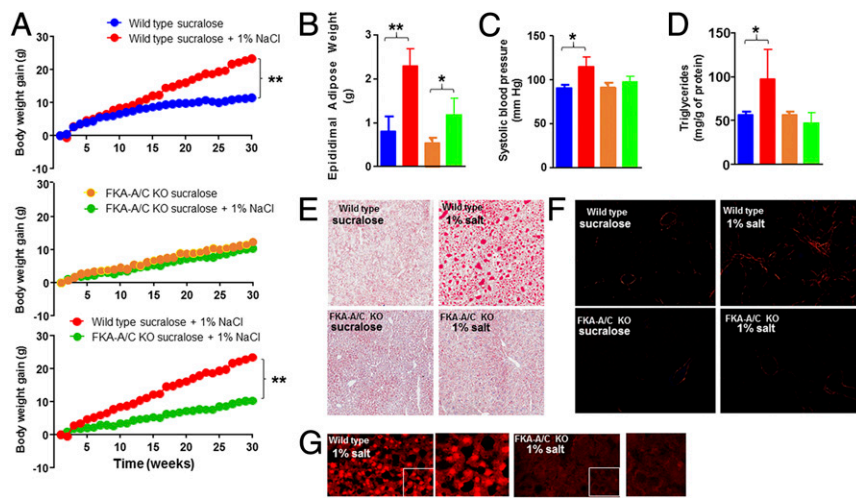 A
Wild type sucralose
Wild type sucralose + 1% NaCl
Body weight gain (g)
30
20
10
0
-10
5
10
15
20
25
30
**
FKA-A/C KO sucralose
FKA-A/C KO sucralose + 1% NaCl
Body weight gain (g)
30
20
10
0
-10
5
10
15
20
25
30
Wild type sucralose + 1% NaCl
FKA-A/C KO sucralose + 1% NaCl
Body weight gain (g)
30
20
10
0
-10
5
10
15
20
25
30
**
Time (weeks)
B
Epididimal Adipose Weight
(g)
3
2
1
0
**
*
C
Systolic blood pressure
(mm Hg)
150
100
50
0
*
D
Triglycerides
(mg/g of protein)
150
100
50
0
*
E
Wild type
sucralose
Wild type
1% salt
FKA-A/C KO
sucralose
FKA-A/C KO
1% salt
F
Wild type
sucralose
Wild type
1% salt
FKA-A/C KO
sucralose
FKA-A/C KO
1% salt
G
Wild type
1% salt
FKA-A/C KO
1% salt